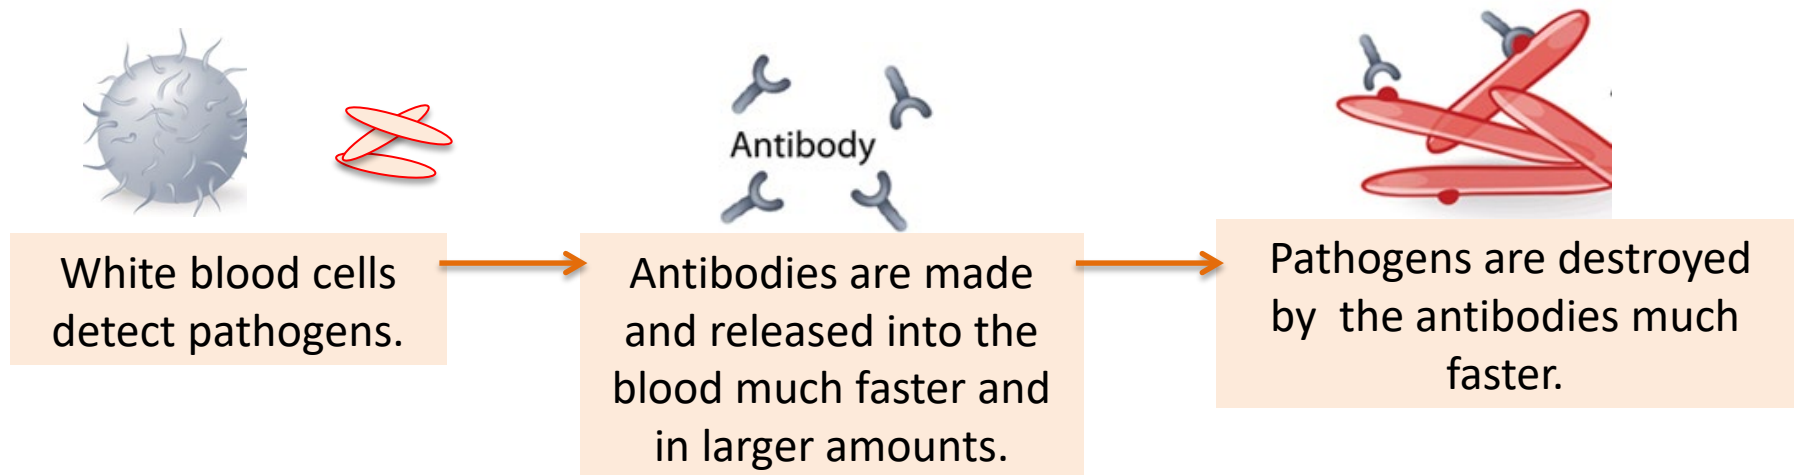 Antibody
White blood cells
detect pathogens.
Antibodies are made
and released into the
blood much faster and
in larger amounts.
Pathogens are destroyed
by  the antibodies much
faster.